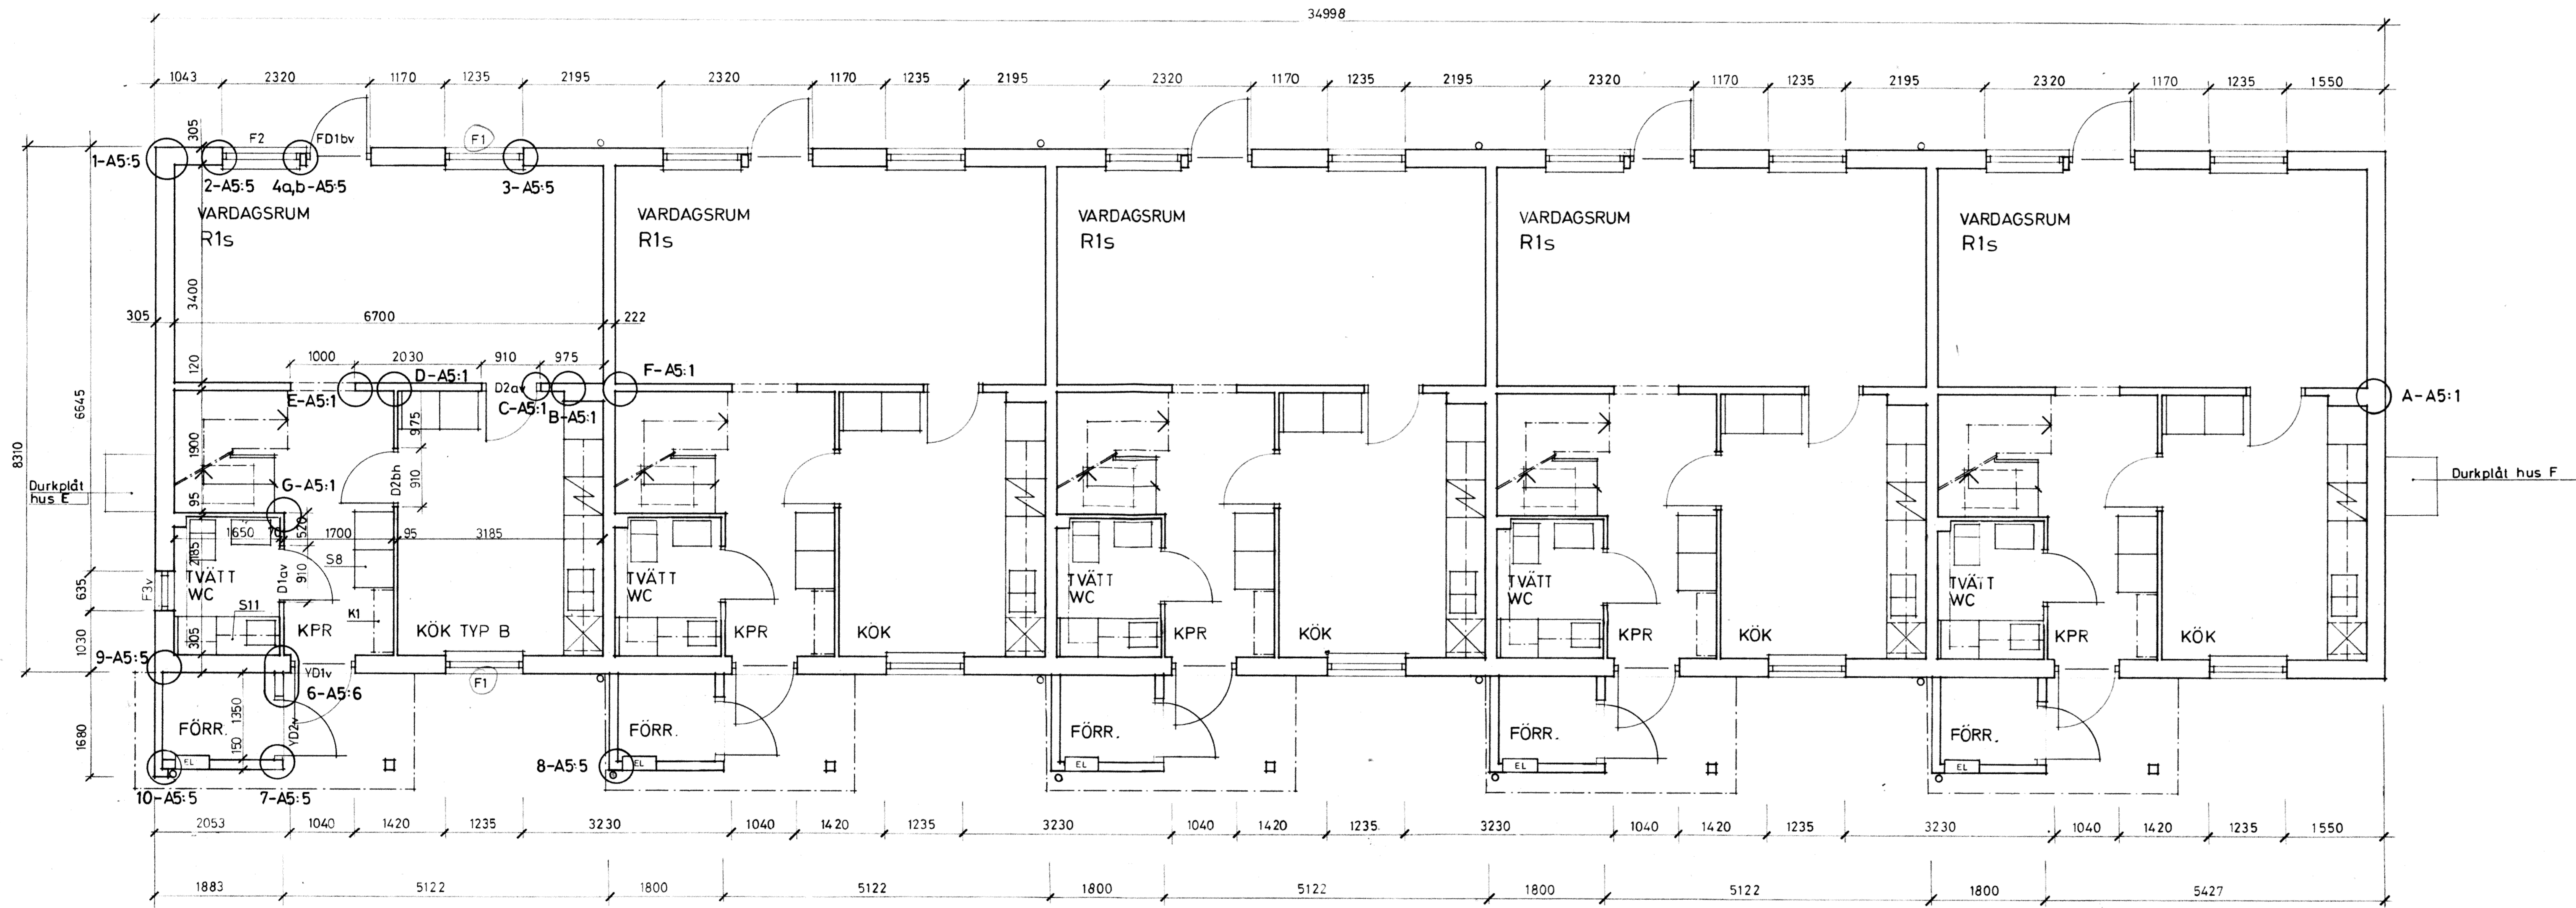 34998
1043 2320 1170 1235 2195 2320 1170 1235 2195 2320 1170 1235 2195 2320 1170 1235 2195 2320 1170 1235 1550
305
F2 FD1bv F1
1-A5:5
2-A5:5 4a,b-A5:5 3-A5:5
VARDAGSRUM
R1s
VARDAGSRUM
R1s
VARDAGSRUM
R1s
VARDAGSRUM
R1s
VARDAGSRUM
R1s
3400
305 6700 222
120
1000 2030 910 975
D-A5:1 F-A5:1
D2av
E-A5:1 C-A5:1 B-A5:1
A-A5:1
8310
6645
1900
975
910
D2bh
95
G-A5:1
Durkplåt
hus E
Durkplåt hus F
1650 70 520 1700 95 3185
2185
910
D1av
S8
635
F3v
TVÄTT
WC
S11
K1
1030
305
KPR
KÖK TYP B
TVÄTT
WC
KPR
KÖK
TVÄTT
WC
KPR
KÖK
TVÄTT
WC
KPR
KÖK
TVÄTT
WC
KPR
KÖK
9-A5:5
YD1v
6-A5:6
F1
1680
1350
150
YD2v
FÖRR.
FÖRR.
FÖRR.
FÖRR.
FÖRR.
EL
8-A5:5
EL
EL
EL
EL
10-A5:5 7-A5:5
2053 1040 1420 1235 3230 1040 1420 1235 3230 1040 1420 1235 3230 1040 1420 1235 3230 1040 1420 1235 1550
1883 5122 1800 5122 1800 5122 1800 5122 1800 5427